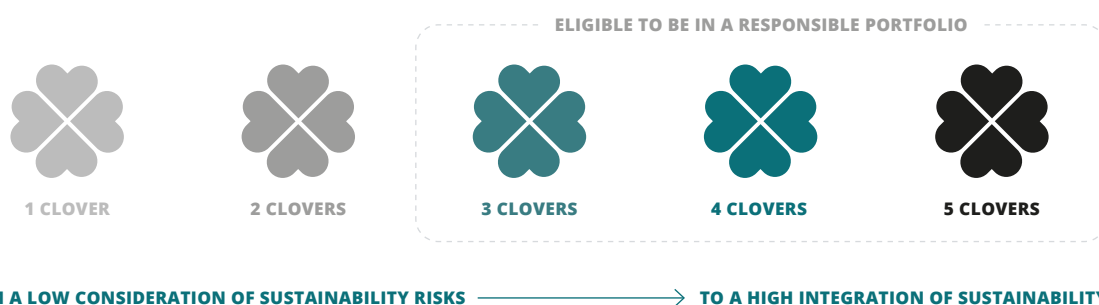 ELIGIBLE TO BE IN A RESPONSIBLE PORTFOLIO
1 CLOVER 2 CLOVERS 3 CLOVERS 4 CLOVERS 5 CLOVERS
A LOW CONSIDERATION OF SUSTAINABILITY RISKS TO A HIGH INTEGRATION OF SUSTAINABILITY